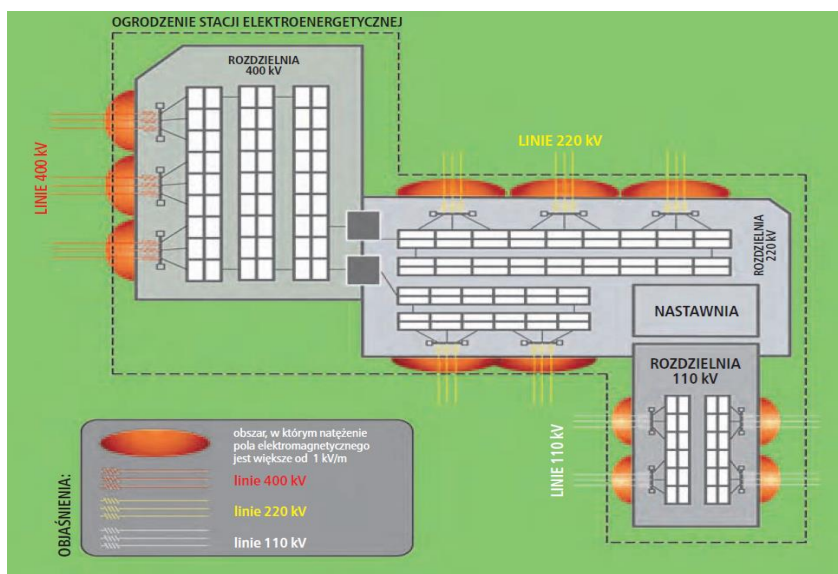 OGRODZENIE STACJI ELEKTROENERGETYCZNEJ
ROZDZIELNIA
400 kV
LINIE 400 kV
LINIE 220 kV
ROZDZIELNIA
220 kV
NASTAWNIA
ROZDZIELNIA
110 kV
LINIE 110 kV
OBJAŚNIENIA:
obszar, w którym natężenie
pola elektromagnetycznego
jest większe od 1 kV/m
linie 400 kV
linie 220 kV
linie 110 kV